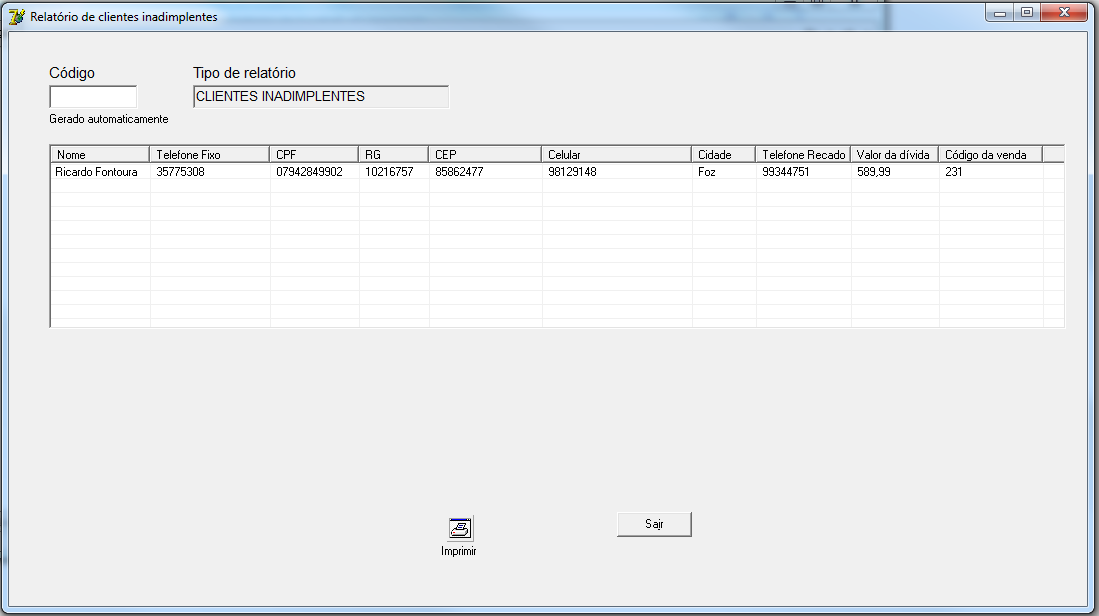 Relatório de clientes inadimplentes
Código Tipo de relatório
CLIENTES INADIMPLENTES
Gerado automaticamente
Nome Telefone Fixo CPF RG CEP Celular Cidade Telefone Recado Valor da dívida Código da venda
Ricardo Fontoura 35775308 07942849902 10216757 85862477 98129148 Foz 99344751 589,99 231
Sair
Imprimir